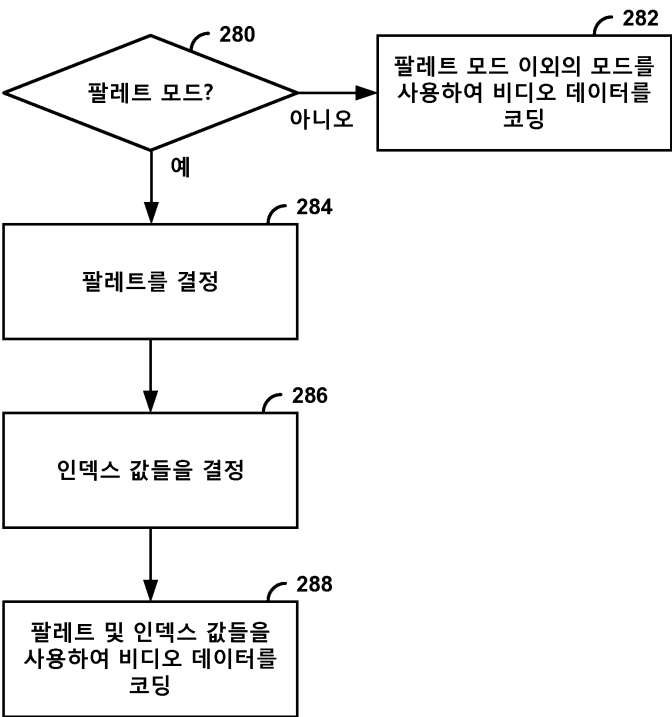 280
팔레트 모드?
282
팔레트 모드 이외의 모드를
사용하여 비디오 데이터를
코딩
아니오
예
284
팔레트를 결정
286
인덱스 값들을 결정
288
팔레트 및 인덱스 값들을
사용하여 비디오 데이터를
코딩